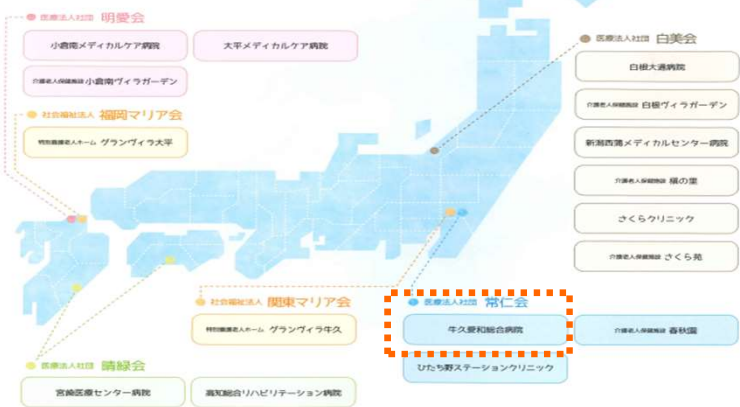 医療法人社団 明愛会
小倉南メディカルケア病院
大平メディカルケア病院
介護老人保健施設 小倉南ヴィラガーデン
社会福祉法人 福岡マリア会
特別養護老人ホーム グランヴィラ大平
医療法人社団 白美会
白根大通病院
介護老人保健施設 白根ヴィラガーデン
新潟西蒲メディカルセンター病院
介護老人保健施設 槇の里
さくらクリニック
介護老人保健施設 さくら苑
社会福祉法人 関東マリア会
特別養護老人ホーム グランヴィラ牛久
医療法人社団 常仁会
牛久愛和総合病院
介護老人保健施設 春秋園
ひたち野ステーションクリニック
医療法人社団 晴緑会
宮崎医療センター病院
高知総合リハビリテーション病院